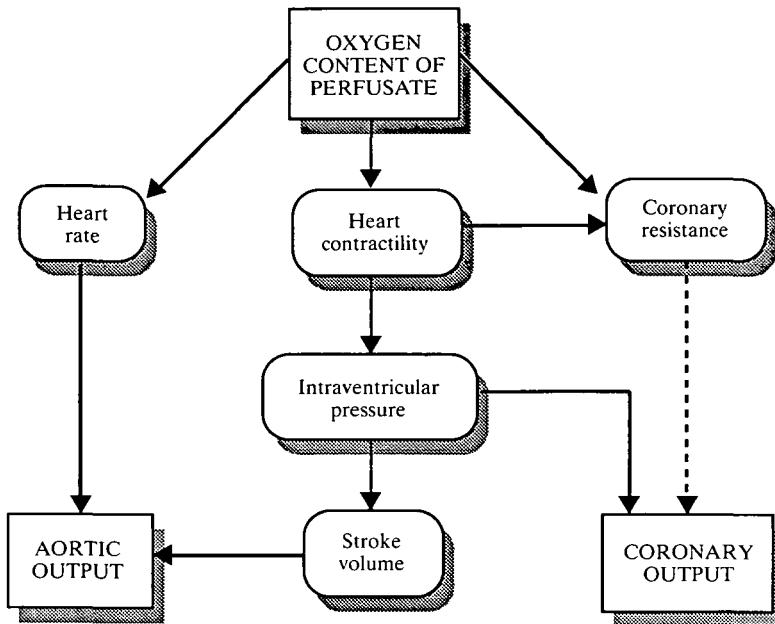 OXYGEN
CONTENT OF
PERFUSATE
Heart
rate
Heart
contractility
Coronary
resistance
Intraventricular
pressure
AORTIC
OUTPUT
Stroke
volume
CORONARY
OUTPUT